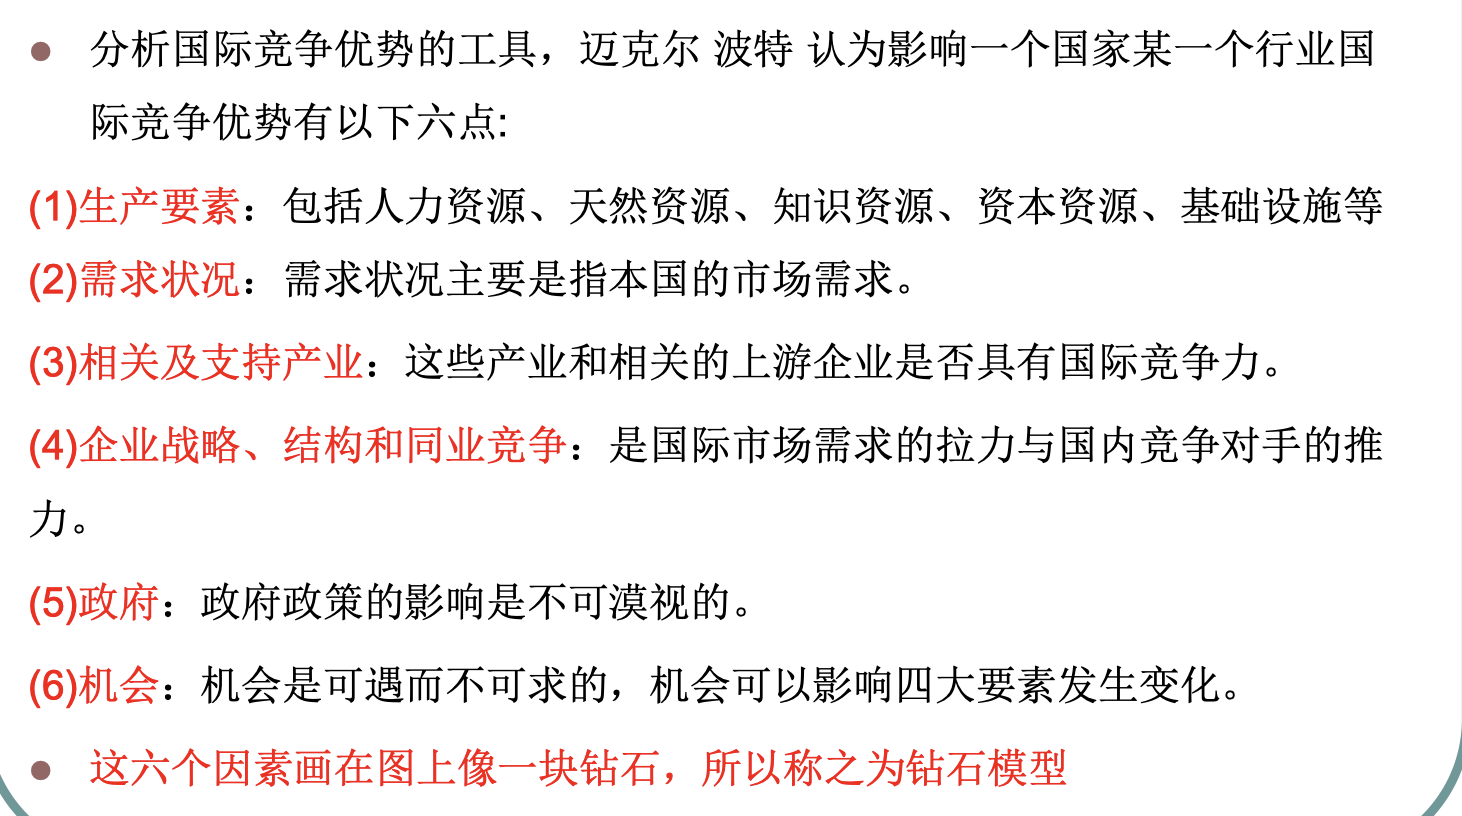 ● 分析国际竞争优势的工具，迈克尔 波特 认为影响一个国家某一个行业国
际竞争优势有以下六点:
(1)生产要素：包括人力资源、天然资源、知识资源、资本资源、基础设施等
(2)需求状况：需求状况主要是指本国的市场需求。
(3)相关及支持产业：这些产业和相关的上游企业是否具有国际竞争力。
(4)企业战略、结构和同业竞争：是国际市场需求的拉力与国内竞争对手的推
力。
(5)政府：政府政策的影响是不可漠视的。
(6)机会：机会是可遇而不可求的，机会可以影响四大要素发生变化。
● 这六个因素画在图上像一块钻石，所以称之为钻石模型